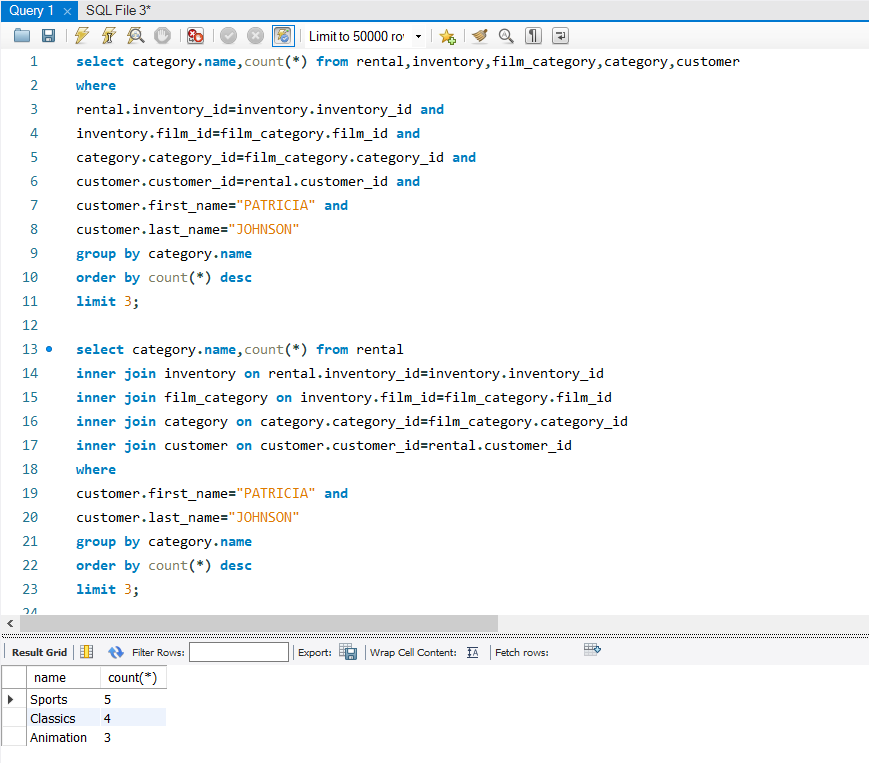 Query 1 SQL File 3*
Limit to 50000 rov
1 select category.name,count(*) from rental,inventory,film_category,category,customer
2 where
3 rental.inventory_id=inventory.inventory_id and
4 inventory.film_id=film_category.film_id and
5 category.category_id=film_category.category_id and
6 customer.customer_id=rental.customer_id and
7 customer.first_name="PATRICIA" and
8 customer.last_name="JOHNSON"
9 group by category.name
10 order by count(*) desc
11 limit 3;
12
13 select category.name,count(*) from rental
14 inner join inventory on rental.inventory_id=inventory.inventory_id
15 inner join film_category on inventory.film_id=film_category.film_id
16 inner join category on category.category_id=film_category.category_id
17 inner join customer on customer.customer_id=rental.customer_id
18 where
19 customer.first_name="PATRICIA" and
20 customer.last_name="JOHNSON"
21 group by category.name
22 order by count(*) desc
23 limit 3;
24
Result Grid Filter Rows: Export: Wrap Cell Content: Fetch rows:
name count(*)
Sports 5
Classics 4
Animation 3